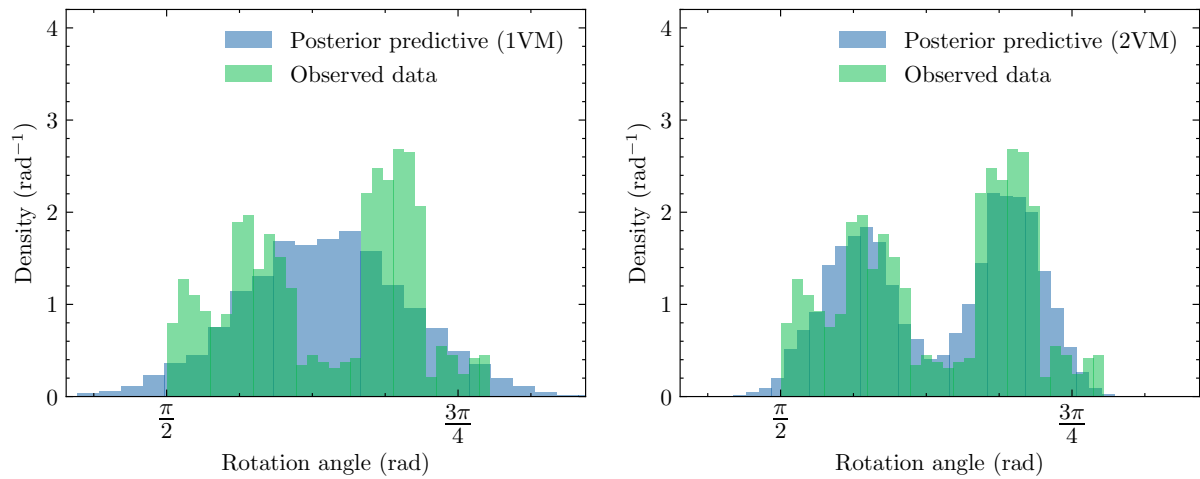 Posterior predictive (1VM)
Observed data
Density (rad⁻¹)
4
3
2
1
0
π/2
3π/4
Rotation angle (rad)
Posterior predictive (2VM)
Observed data
Density (rad⁻¹)
4
3
2
1
0
π/2
3π/4
Rotation angle (rad)